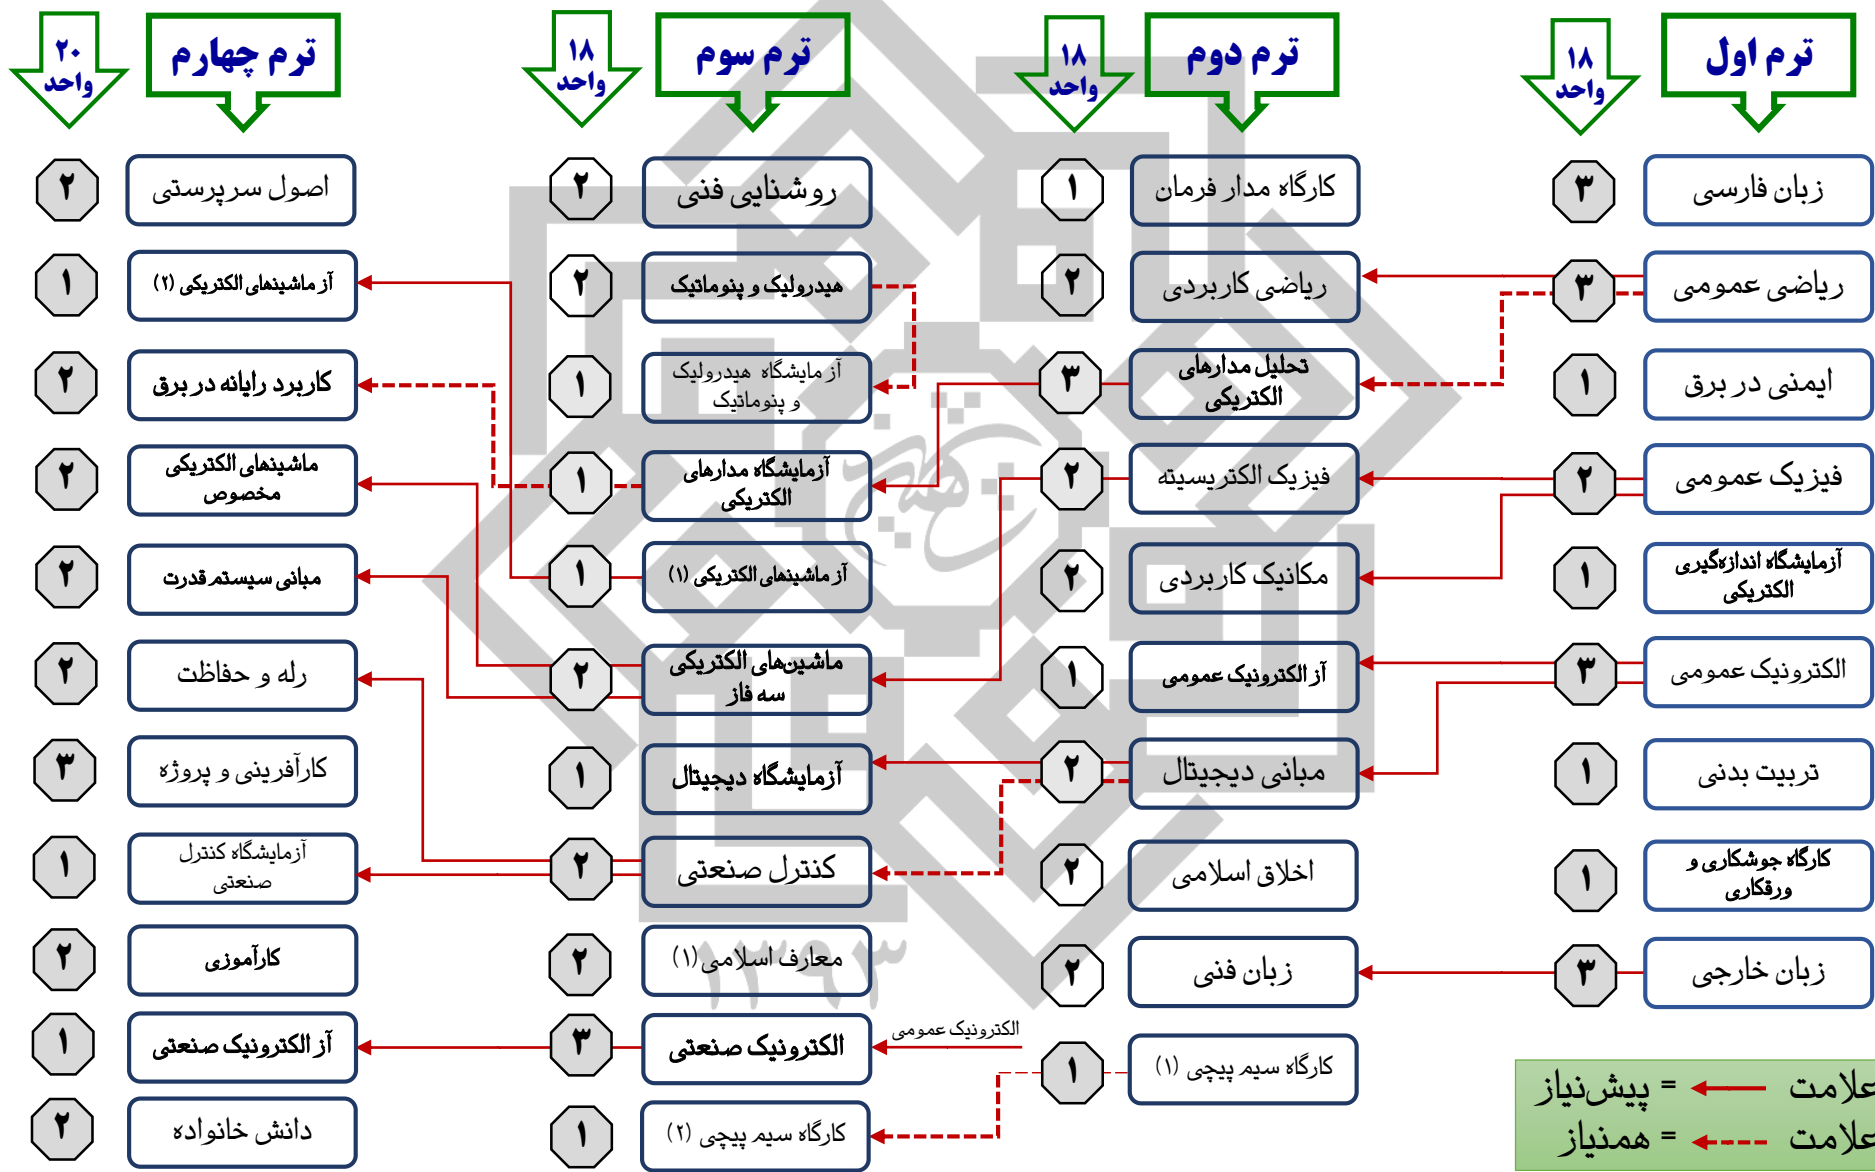 ترم اول
۱۸
واحد
زبان فارسی
۳
ریاضی عمومی
۳
ایمنی در برق
۱
فیزیک عمومی
۲
آزمایشگاه اندازه‌گیری
الکتریکی
۱
الکترونیک عمومی
۳
تربیت بدنی
۱
کارگاه جوشکاری و
ورقکاری
۱
زبان خارجی
۳
ترم دوم
۱۸
واحد
کارگاه مدار فرمان
۱
ریاضی کاربردی
۲
تحلیل مدارهای
الکتریکی
۳
فیزیک الکتریسیته
۲
مکانیک کاربردی
۲
آز الکترونیک عمومی
۱
مبانی دیجیتال
۲
اخلاق اسلامی
۲
زبان فنی
۲
کارگاه سیم پیچی (۱)
۱
ترم سوم
۱۸
واحد
روشنایی فنی
۲
هیدرولیک و پنوماتیک
۲
آزمایشگاه هیدرولیک
و پنوماتیک
۱
آزمایشگاه مدارهای
الکتریکی
۱
آز ماشینهای الکتریکی (۱)
۱
ماشین‌های الکتریکی
سه فاز
۲
آزمایشگاه دیجیتال
۱
کنترل صنعتی
۲
معارف اسلامی(۱)
۲
الکترونیک عمومی
الکترونیک صنعتی
۳
کارگاه سیم پیچی (۲)
۱
ترم چهارم
۲۰
واحد
اصول سرپرستی
۲
آز ماشینهای الکتریکی (۲)
۱
کاربرد رایانه در برق
۲
ماشینهای الکتریکی
مخصوص
۲
مبانی سیستم قدرت
۲
رله و حفاظت
۲
کارآفرینی و پروژه
۳
آزمایشگاه کنترل
صنعتی
۱
کارآموزی
۲
آز الکترونیک صنعتی
۱
دانش خانواده
۲
علامت = پیش‌نیاز
علامت = همنیاز
۱۳۹۳